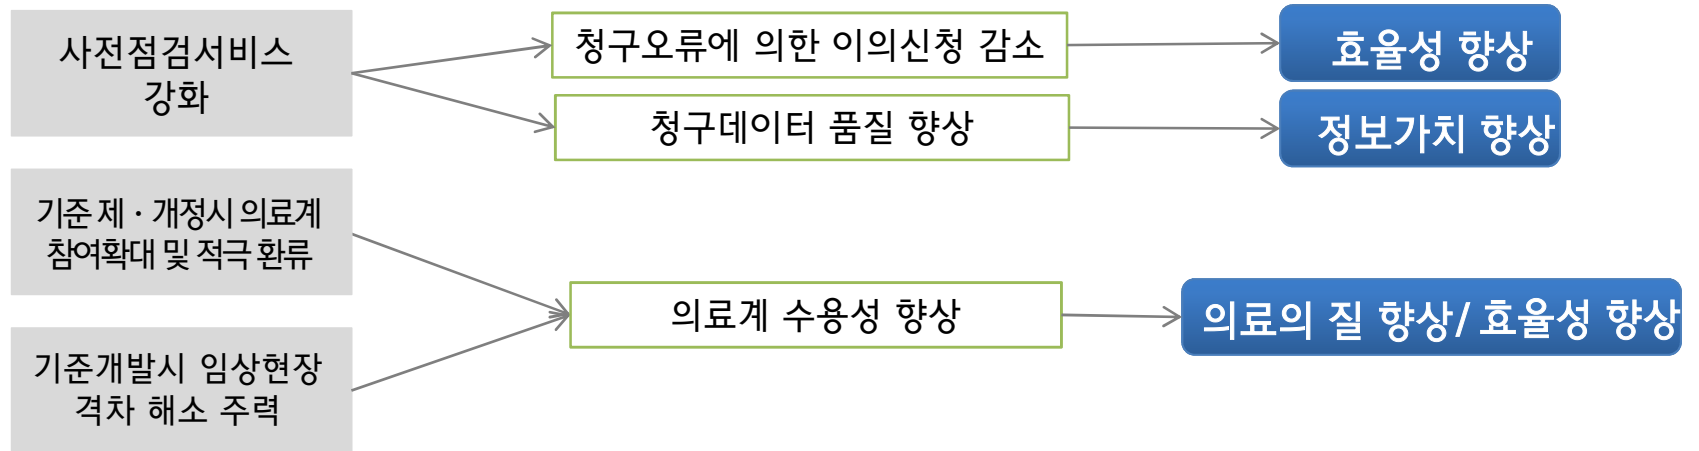 사전점검서비스
강화
청구오류에 의한 이의신청 감소
효율성 향상
청구데이터 품질 향상
정보가치 향상
기준 제 · 개정시 의료계
참여확대 및 적극 환류
의료계 수용성 향상
의료의 질 향상/ 효율성 향상
기준개발시 임상현장
격차 해소 주력